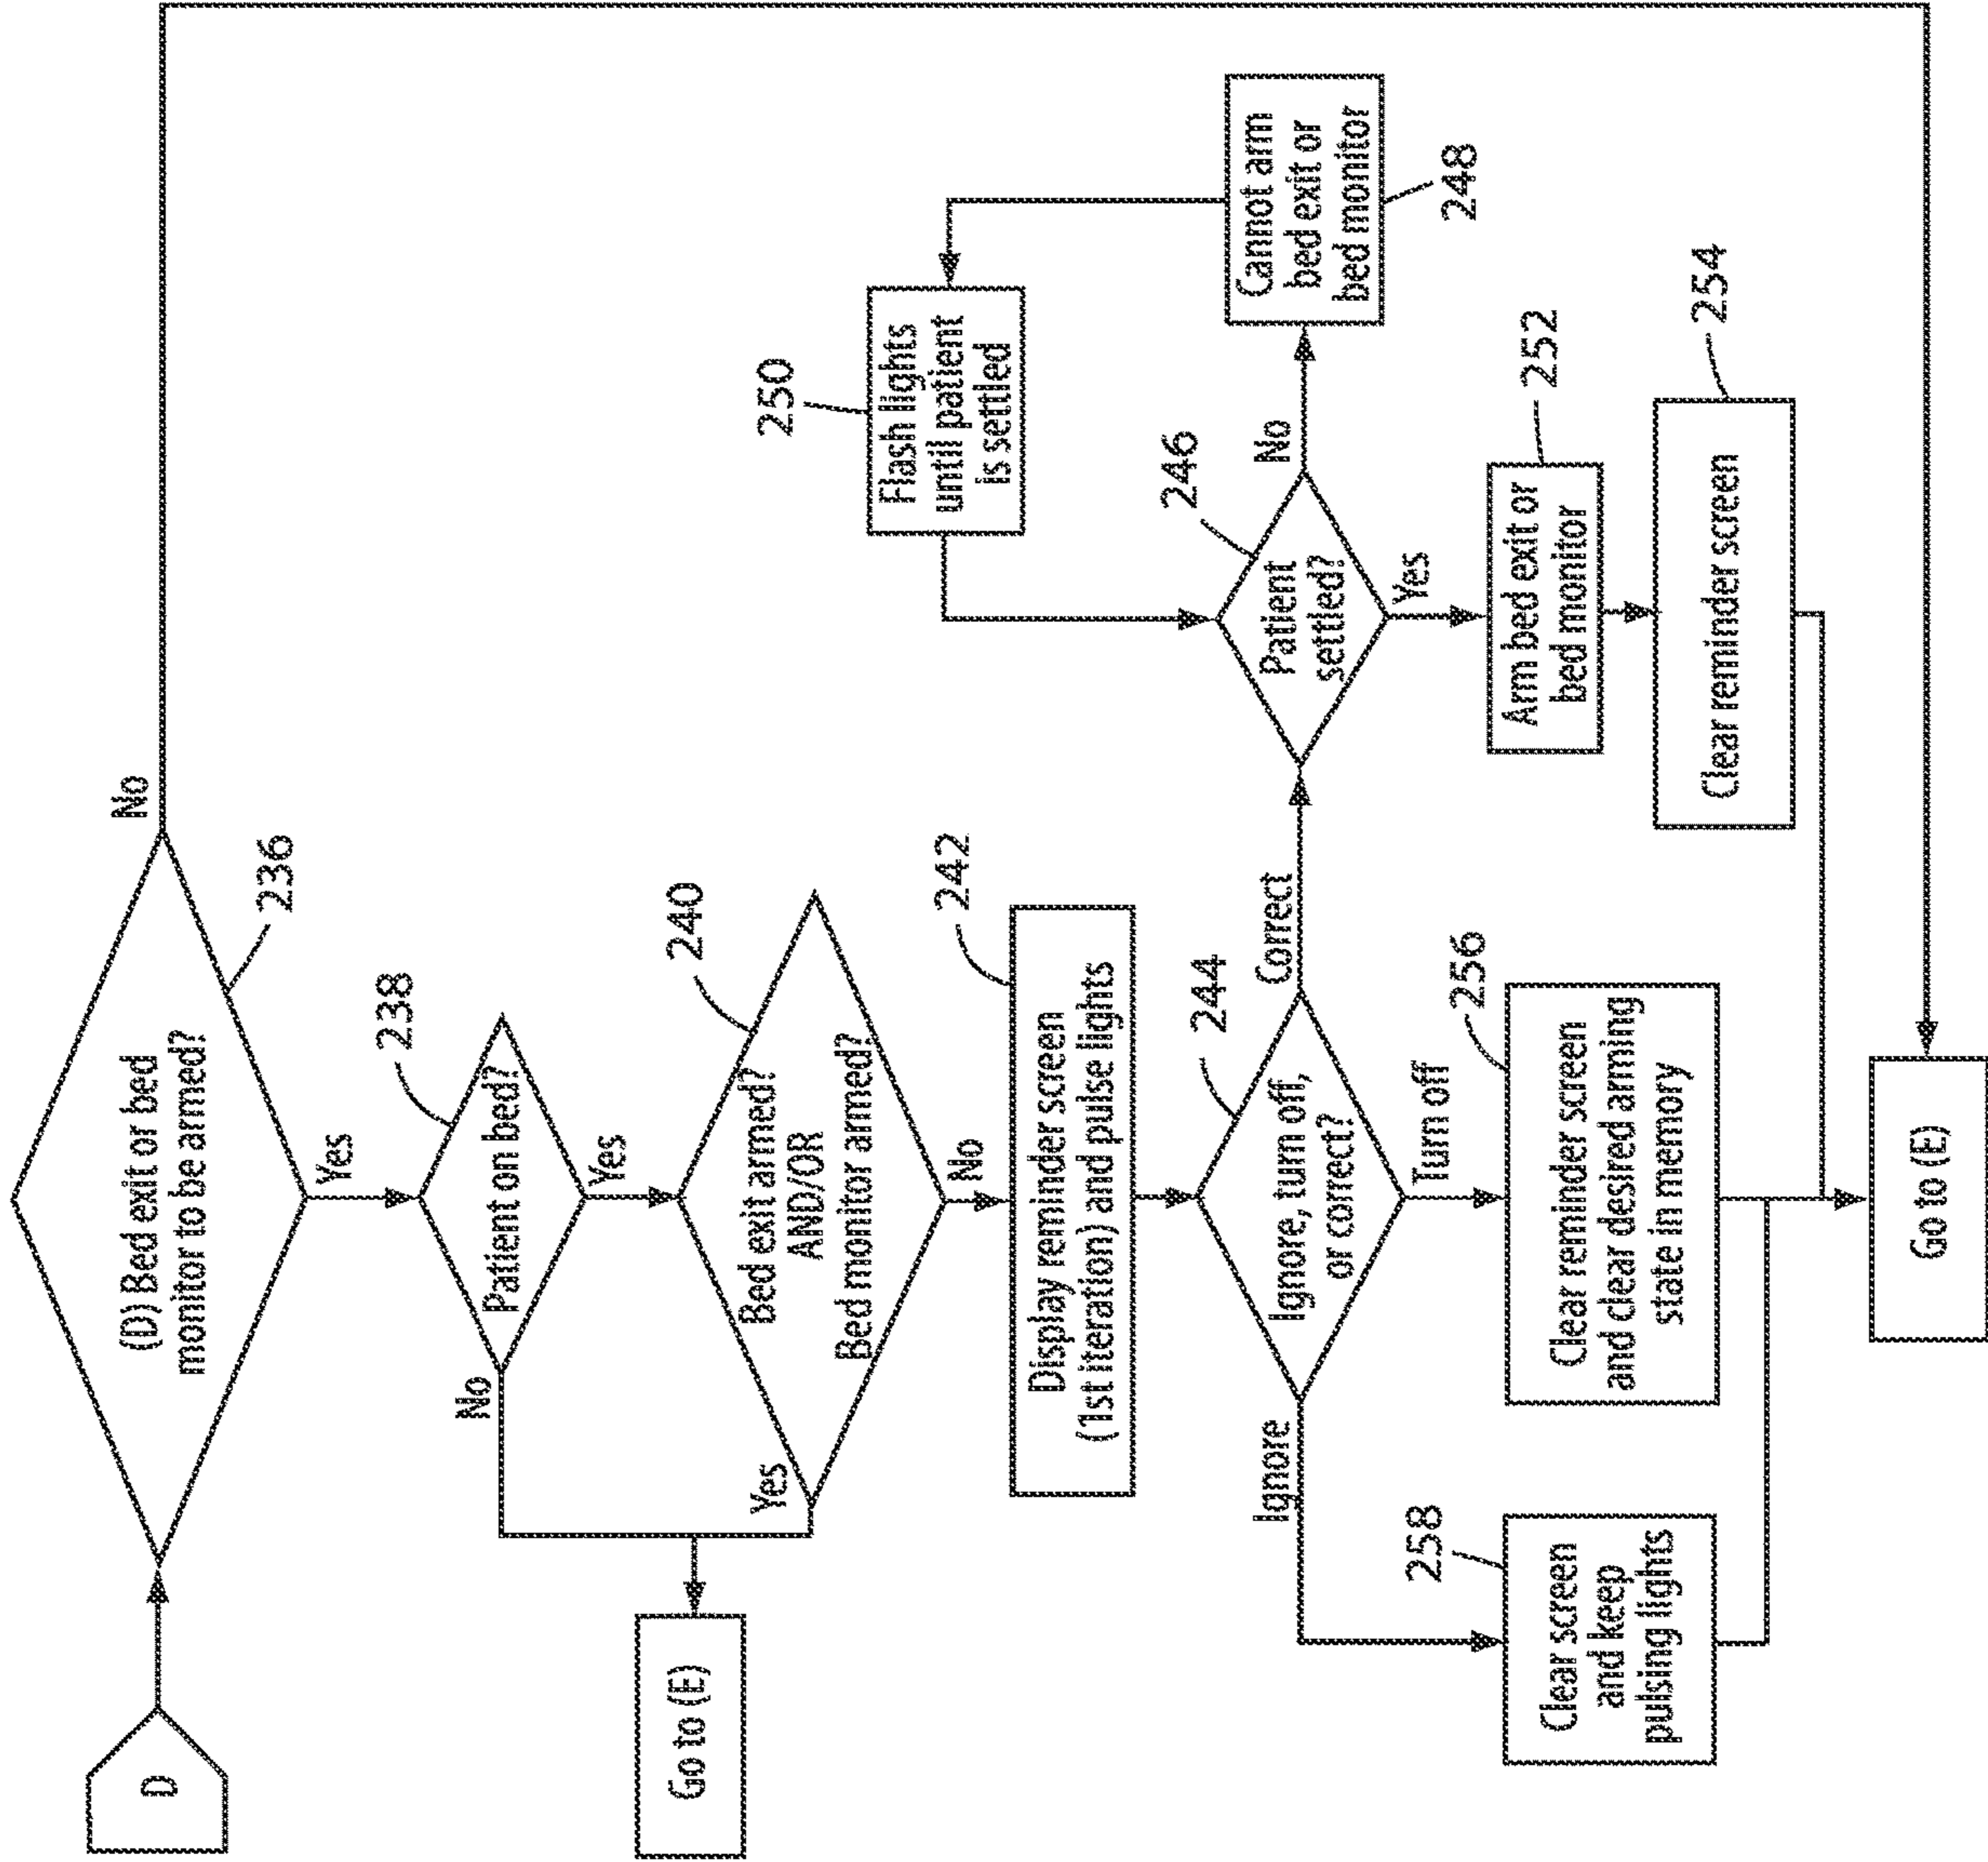 D
(D) Bed exit or bed
monitor to be armed?
No
236
Yes
238
Patient on bed?
No
Yes
240
Bed exit armed?
AND/OR
Bed monitor armed?
Yes
No
Go to (E)
242
Display reminder screen
(1st iteration) and pulse lights
244
Ignore, turn off,
or correct?
Ignore
Turn off
Correct
246
Patient
settled?
No
Yes
248
Cannot arm
bed exit or
bed monitor
250
Flash lights
until patient
is settled
252
Arm bed exit or
bed monitor
254
Clear reminder screen
256
Clear reminder screen
and clear desired arming
state in memory
258
Clear screen
and keep
pulsing lights
Go to (E)